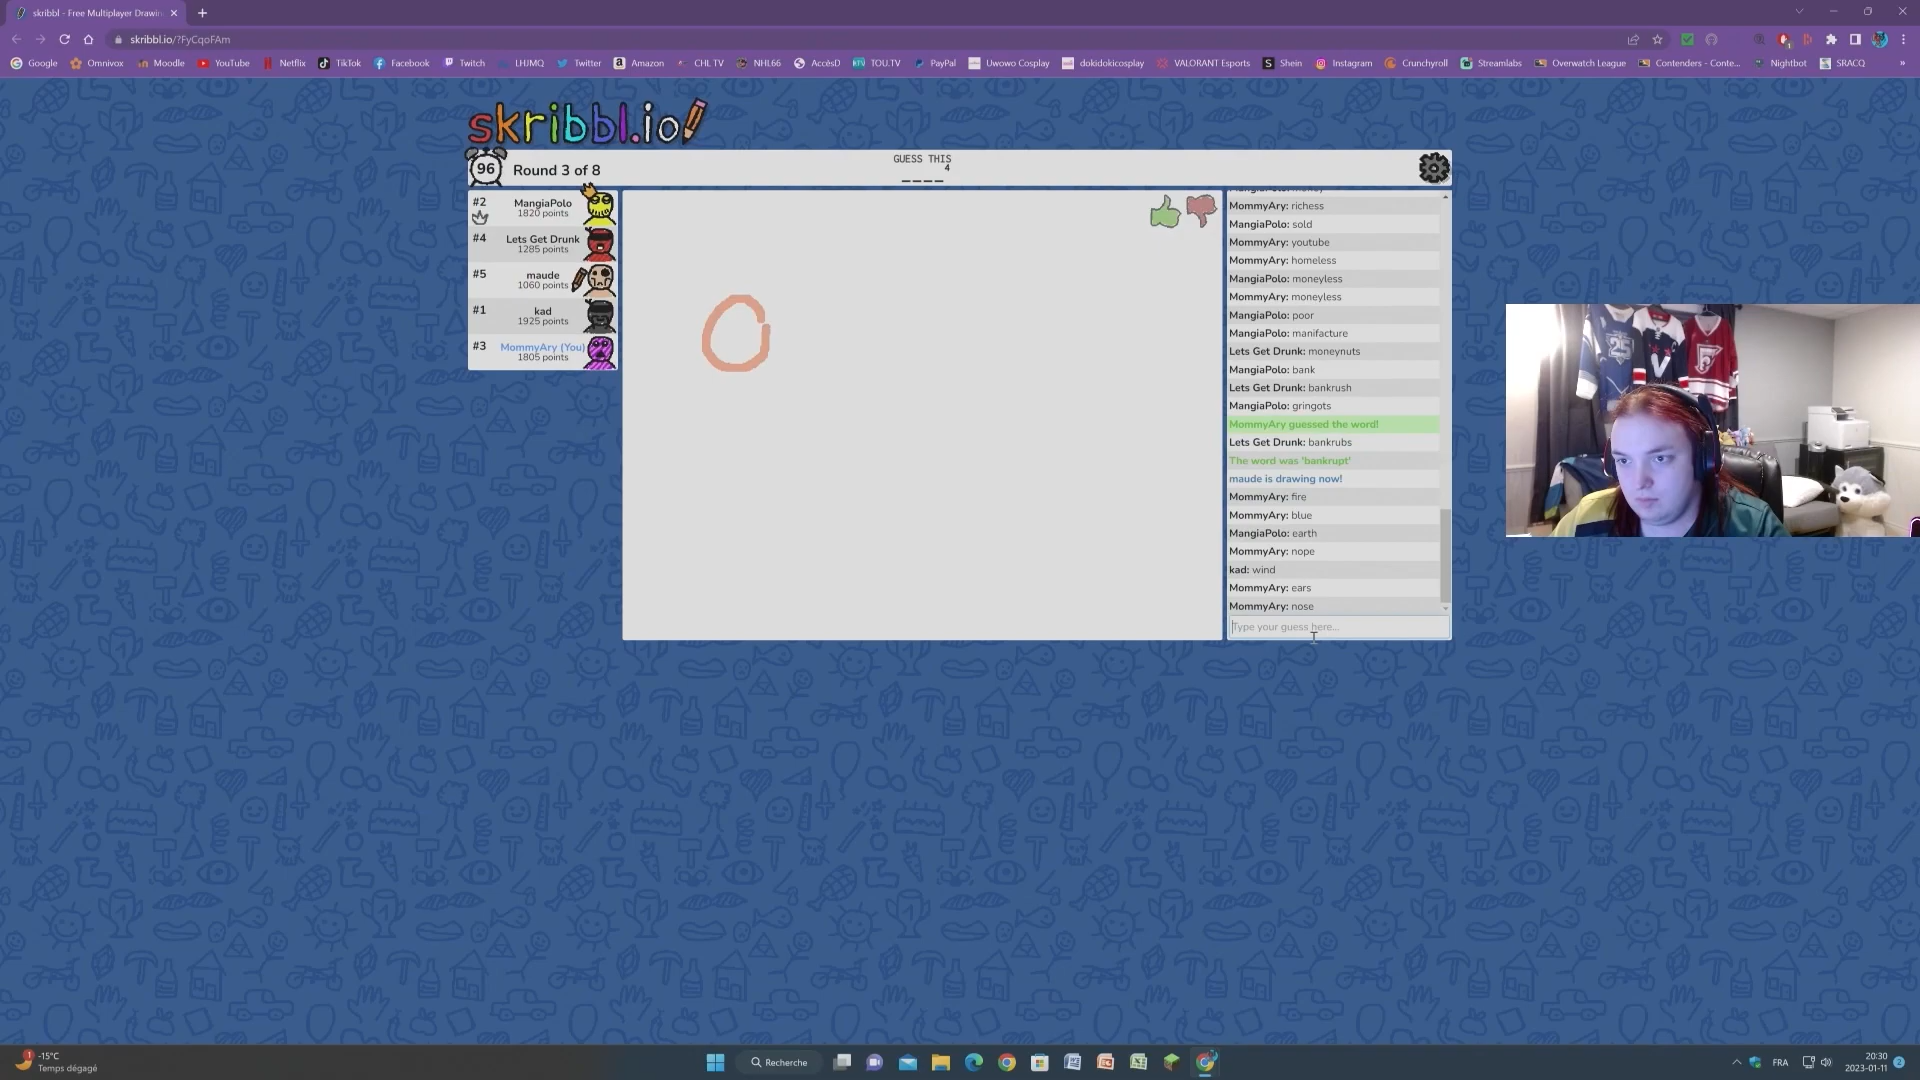 skribbl - Free Multiplayer Drawin
skribbl.io/?FyCqoFAm
Google Omnivox Moodle YouTube Netflix TikTok Facebook Twitch LHJMQ Twitter Amazon CHL TV NHL66 AccèsD TOU.TV PayPal Uwowo Cosplay dokidokicosplay VALORANT Esports Shein Instagram Crunchyroll Streamlabs Overwatch League Contenders - Conte... Nightbot SRACQ »
skribbl.io
96
Round 3 of 8
GUESS THIS
____ 4
#2 MangiaPolo
1820 points
#4 Lets Get Drunk
1285 points
#5 maude
1060 points
#1 kad
1925 points
#3 MommyAry (You)
1805 points
MommyAry: richess
MangiaPolo: sold
MommyAry: youtube
MommyAry: homeless
MangiaPolo: moneyless
MommyAry: moneyless
MangiaPolo: poor
MangiaPolo: manifacture
Lets Get Drunk: moneynuts
MangiaPolo: bank
Lets Get Drunk: bankrush
MangiaPolo: gringots
MommyAry guessed the word!
Lets Get Drunk: bankrubs
The word was 'bankrupt'
maude is drawing now!
MommyAry: fire
MommyAry: blue
MangiaPolo: earth
MommyAry: nope
kad: wind
MommyAry: ears
MommyAry: nose
Type your guess here...
25
1
-15°C
Temps dégagé
Recherche
FRA
20:30
2023-01-11
2